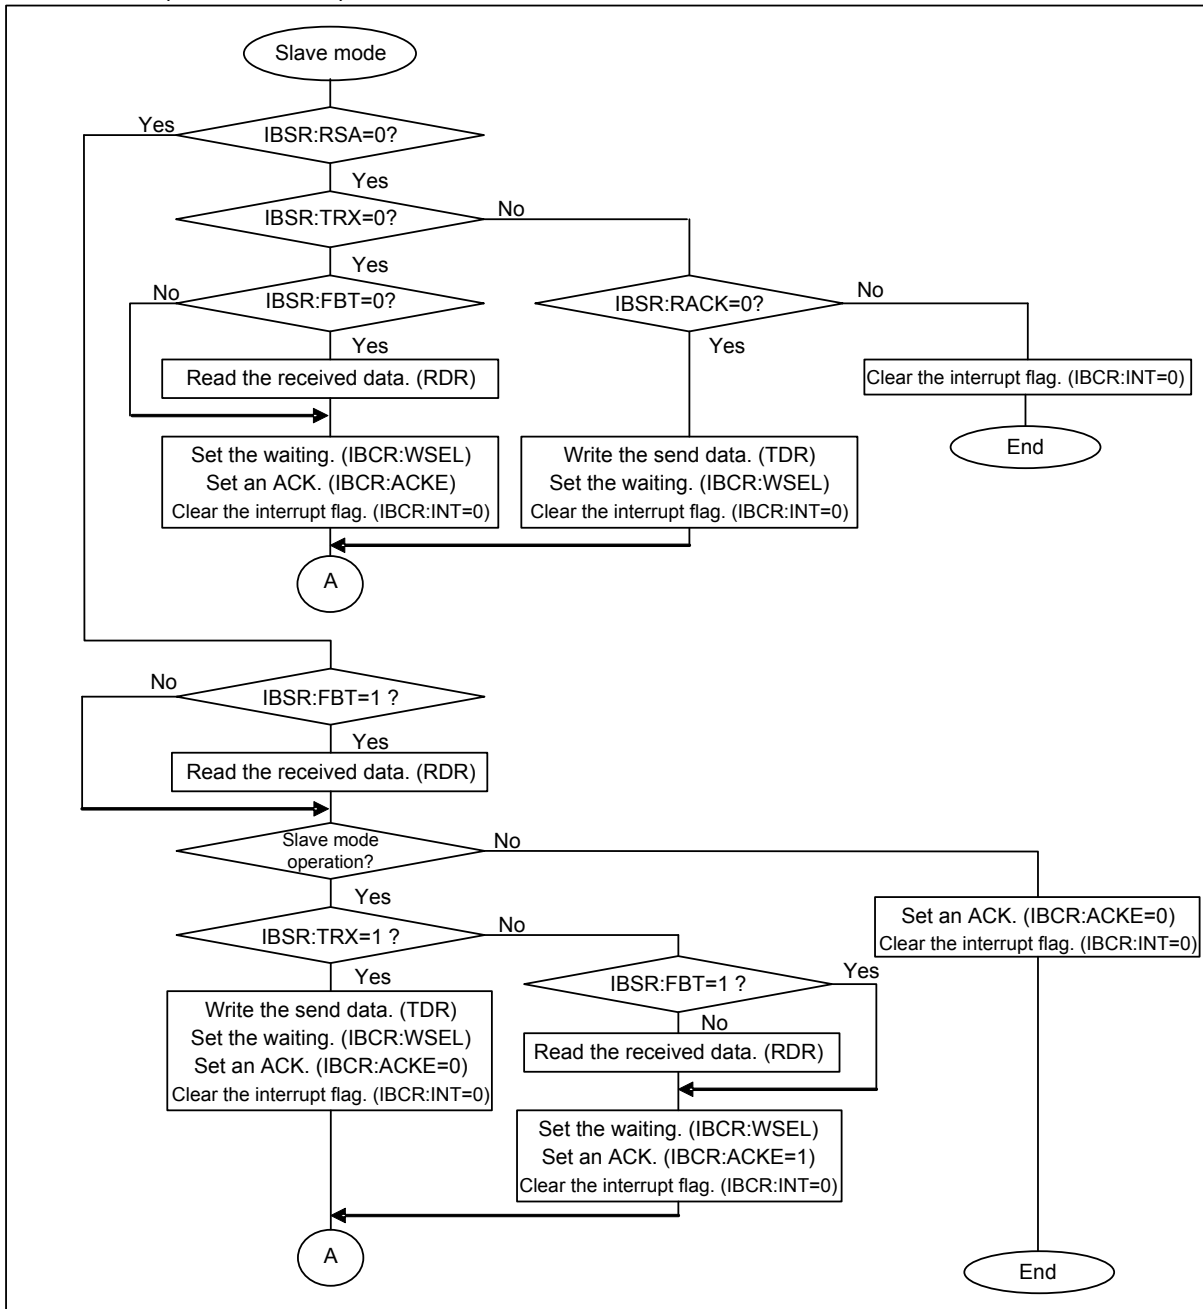 Slave mode
Yes
IBSR:RSA=0?
Yes
IBSR:TRX=0?
No
Yes
No
IBSR:FBT=0?
IBSR:RACK=0?
No
Yes
Yes
Read the received data. (RDR)
Clear the interrupt flag. (IBCR:INT=0)
Set the waiting. (IBCR:WSEL)
Set an ACK. (IBCR:ACKE)
Clear the interrupt flag. (IBCR:INT=0)
Write the send data. (TDR)
Set the waiting. (IBCR:WSEL)
Clear the interrupt flag. (IBCR:INT=0)
End
A
No
IBSR:FBT=1 ?
Yes
Read the received data. (RDR)
Slave mode
operation?
No
Yes
IBSR:TRX=1 ?
No
Set an ACK. (IBCR:ACKE=0)
Clear the interrupt flag. (IBCR:INT=0)
Yes
IBSR:FBT=1 ?
Yes
No
Write the send data. (TDR)
Set the waiting. (IBCR:WSEL)
Set an ACK. (IBCR:ACKE=0)
Clear the interrupt flag. (IBCR:INT=0)
Read the received data. (RDR)
Set the waiting. (IBCR:WSEL)
Set an ACK. (IBCR:ACKE=1)
Clear the interrupt flag. (IBCR:INT=0)
A
End